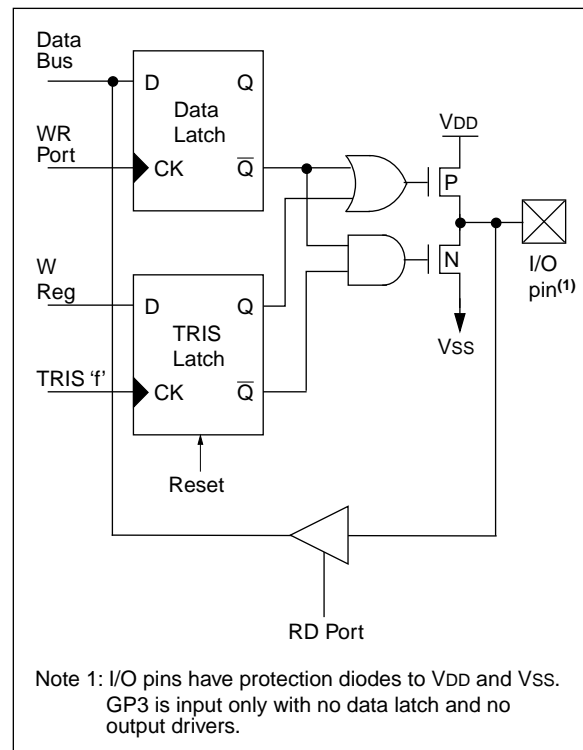 Data
Bus
D
Q
Data
Latch
WR
Port
CK
Q
VDD
P
N
I/O
pin(1)
VSS
W
Reg
D
Q
TRIS
Latch
TRIS ‘f’
CK
Q
Reset
RD Port
Note 1: I/O pins have protection diodes to VDD and VSS.
GP3 is input only with no data latch and no
output drivers.